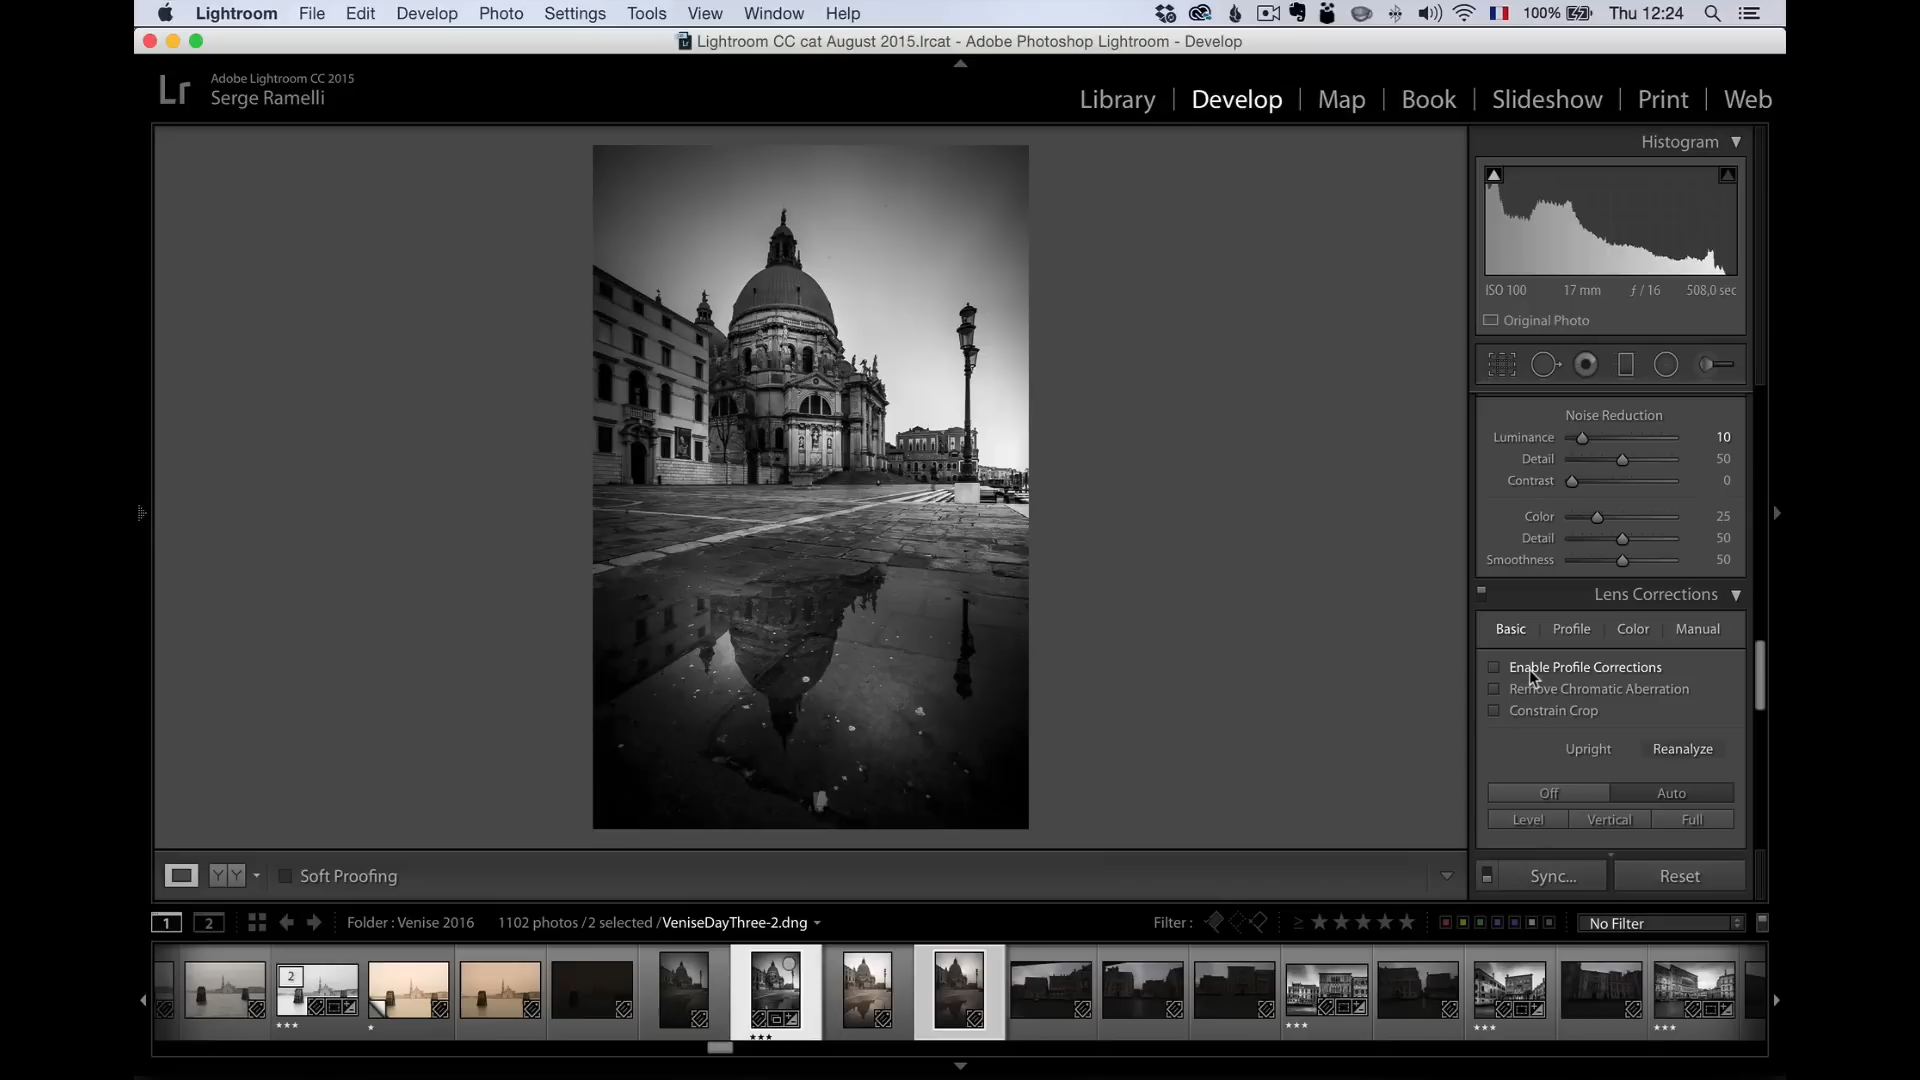 Lightroom File Edit Develop Photo Settings Tools View Window Help 100% Thu 12:24
Lr Lightroom CC cat August 2015.lrcat - Adobe Photoshop Lightroom - Develop
Lr Adobe Lightroom CC 2015
Serge Ramelli
Library Develop Map Book Slideshow Print Web
Histogram
ISO 100 17 mm ƒ / 16 508,0 sec
Original Photo
Noise Reduction
Luminance 10
Detail 50
Contrast 0
Color 25
Detail 50
Smoothness 50
Lens Corrections
Basic Profile Color Manual
Enable Profile Corrections
Remove Chromatic Aberration
Constrain Crop
Upright Reanalyze
Off Auto
Level Vertical Full
Y Y Soft Proofing Sync... Reset
1 2 Folder : Venise 2016 1102 photos /2 selected /VeniseDayThree-2.dng Filter : ≥ ★★★★★ No Filter
2